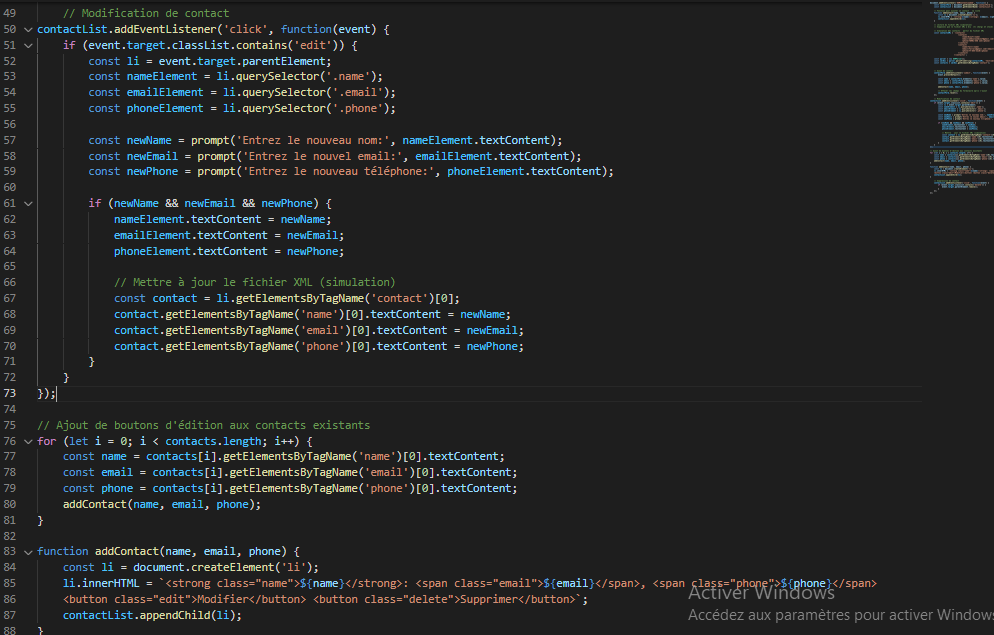 49 // Modification de contact
50 contactList.addEventListener('click', function(event) {
51 if (event.target.classList.contains('edit')) {
52 const li = event.target.parentElement;
53 const nameElement = li.querySelector('.name');
54 const emailElement = li.querySelector('.email');
55 const phoneElement = li.querySelector('.phone');
56
57 const newName = prompt('Entrez le nouveau nom:', nameElement.textContent);
58 const newEmail = prompt('Entrez le nouvel email:', emailElement.textContent);
59 const newPhone = prompt('Entrez le nouveau téléphone:', phoneElement.textContent);
60
61 if (newName && newEmail && newPhone) {
62 nameElement.textContent = newName;
63 emailElement.textContent = newEmail;
64 phoneElement.textContent = newPhone;
65
66 // Mettre à jour le fichier XML (simulation)
67 const contact = li.getElementsByTagName('contact')[0];
68 contact.getElementsByTagName('name')[0].textContent = newName;
69 contact.getElementsByTagName('email')[0].textContent = newEmail;
70 contact.getElementsByTagName('phone')[0].textContent = newPhone;
71 }
72 }
73 });
74
75 // Ajout de boutons d'édition aux contacts existants
76 for (let i = 0; i < contacts.length; i++) {
77 const name = contacts[i].getElementsByTagName('name')[0].textContent;
78 const email = contacts[i].getElementsByTagName('email')[0].textContent;
79 const phone = contacts[i].getElementsByTagName('phone')[0].textContent;
80 addContact(name, email, phone);
81 }
82
83 function addContact(name, email, phone) {
84 const li = document.createElement('li');
85 li.innerHTML = `<strong class="name">${name}</strong>: <span class="email">${email}</span>, <span class="phone">${phone}</span>
86 <button class="edit">Modifier</button> <button class="delete">Supprimer</button>`;
87 contactList.appendChild(li);
88 }
Activer Windows
Accédez aux paramètres pour activer Windows